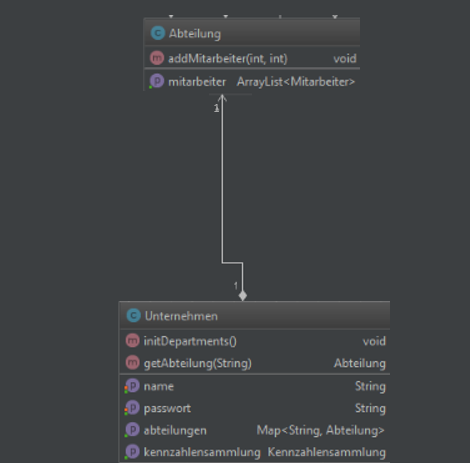 C Abteilung
m addMitarbeiter(int, int) void
p mitarbeiter ArrayList<Mitarbeiter>
1
1
C Unternehmen
m initDepartments() void
m getAbteilung(String) Abteilung
p name String
p passwort String
p abteilungen Map<String, Abteilung>
p kennzahlensammlung Kennzahlensammlung